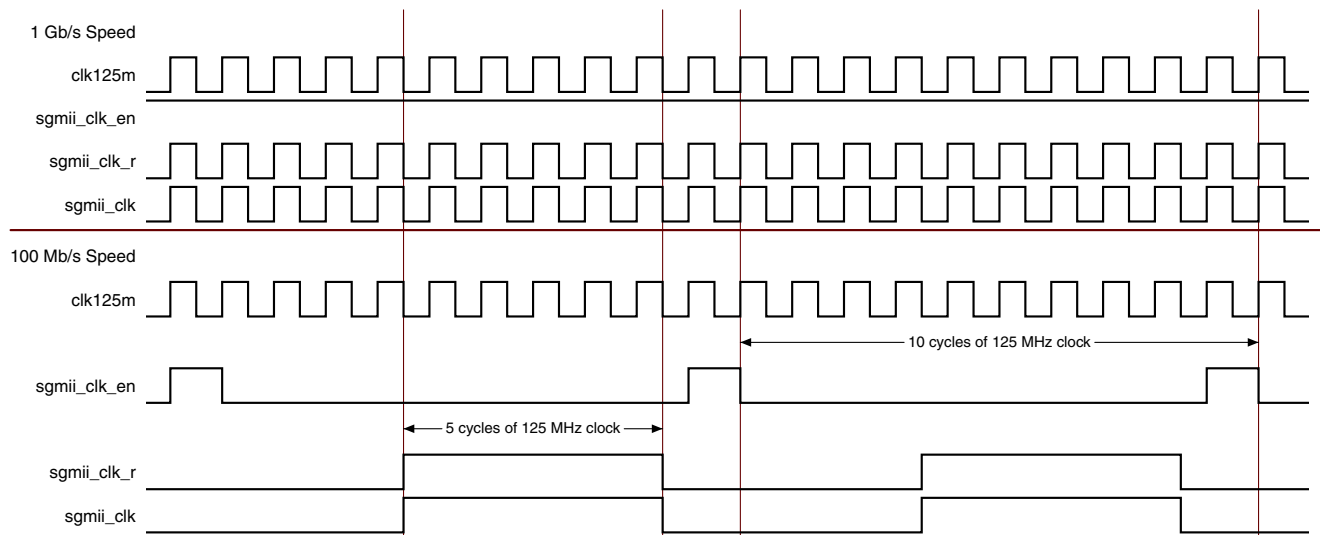 1 Gb/s Speed
clk125m
sgmii_clk_en
sgmii_clk_r
sgmii_clk
100 Mb/s Speed
clk125m
10 cycles of 125 MHz clock
sgmii_clk_en
5 cycles of 125 MHz clock
sgmii_clk_r
sgmii_clk